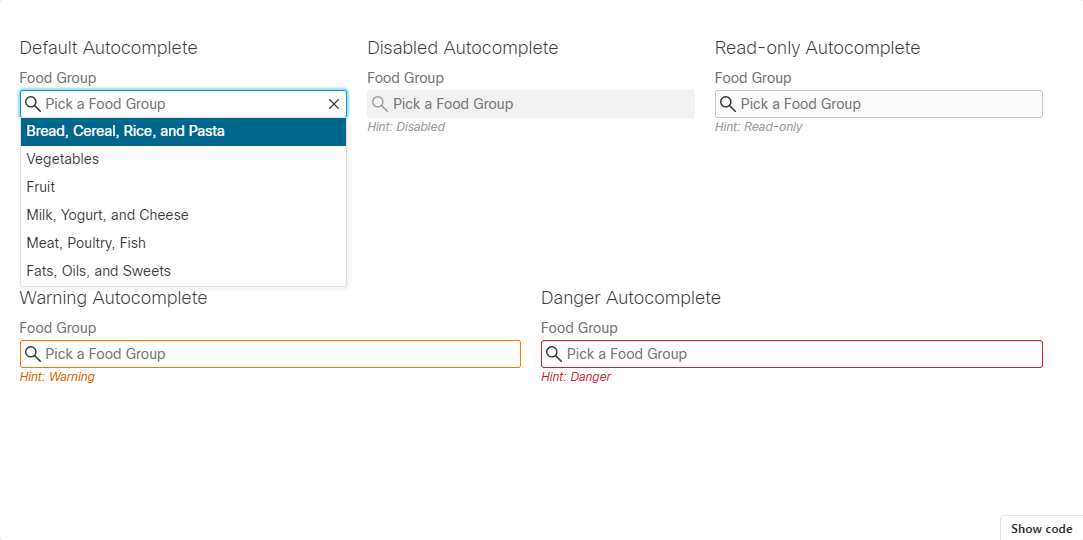 Default Autocomplete
Food Group
Pick a Food Group
Bread, Cereal, Rice, and Pasta
Vegetables
Fruit
Milk, Yogurt, and Cheese
Meat, Poultry, Fish
Fats, Oils, and Sweets
Disabled Autocomplete
Food Group
Pick a Food Group
Hint: Disabled
Read-only Autocomplete
Food Group
Pick a Food Group
Hint: Read-only
Warning Autocomplete
Food Group
Pick a Food Group
Hint: Warning
Danger Autocomplete
Food Group
Pick a Food Group
Hint: Danger
Show code